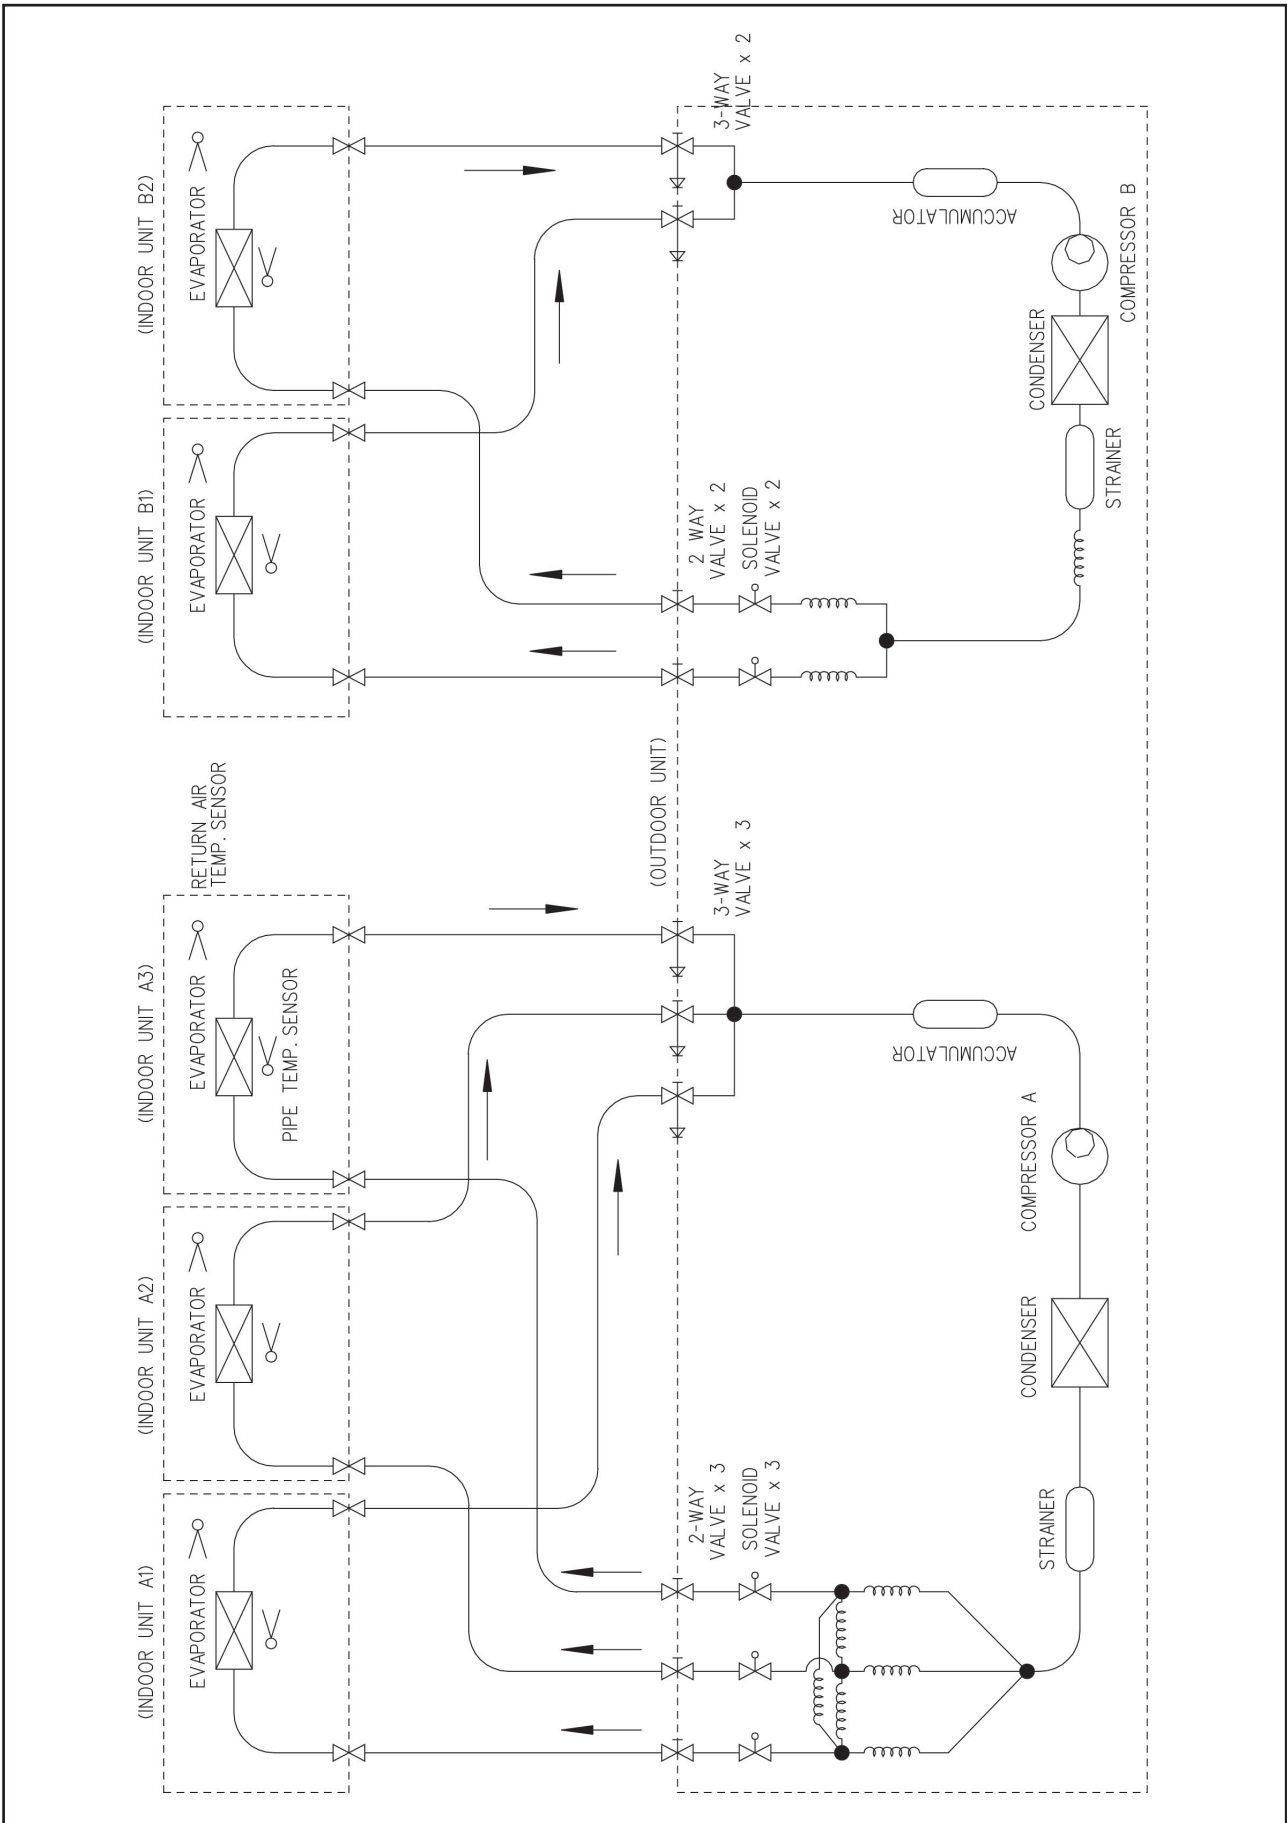 (INDOOR UNIT A1)
EVAPORATOR
(INDOOR UNIT A2)
EVAPORATOR
(INDOOR UNIT A3)
EVAPORATOR
PIPE TEMP. SENSOR
RETURN AIR
TEMP. SENSOR
(INDOOR UNIT B1)
EVAPORATOR
(INDOOR UNIT B2)
EVAPORATOR
(OUTDOOR UNIT)
2-WAY
VALVE x 3
SOLENOID
VALVE x 3
3-WAY
VALVE x 3
2 WAY
VALVE x 2
SOLENOID
VALVE x 2
3-WAY
VALVE x 2
ACCUMULATOR
ACCUMULATOR
STRAINER
CONDENSER
COMPRESSOR A
STRAINER
CONDENSER
COMPRESSOR B